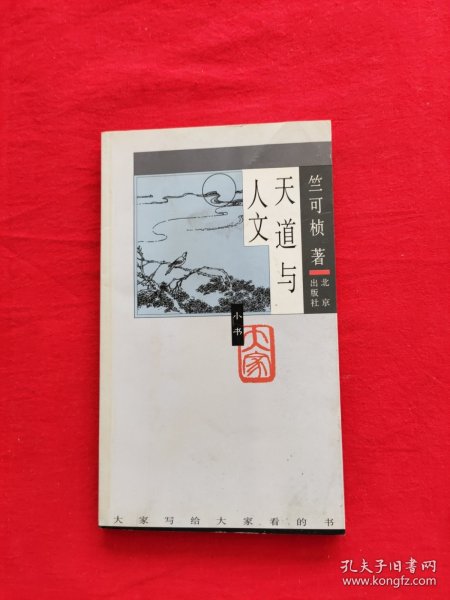 天道与
人文
竺可桢 著
北京
出版社
小书
大家
大家写给大家看的书
孔夫子旧书网
www.kongfz.com